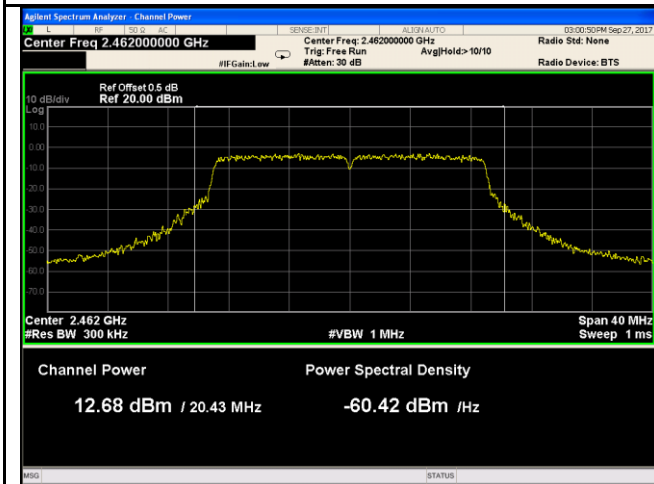 Agilent Spectrum Analyzer - Channel Power
L RF 50 Ω AC SENSE:INT ALIGNAUTO 03:00:50PM Sep 27, 2017
Center Freq 2.462000000 GHz Center Freq: 2.462000000 GHz Radio Std: None
Trig: Free Run Avg|Hold:>10/10
#IFGain:Low #Atten: 30 dB Radio Device: BTS
Ref Offset 0.5 dB
10 dB/div Ref 20.00 dBm
Log
10.0
0.00
-10.0
-20.0
-30.0
-40.0
-50.0
-60.0
-70.0
Center 2.462 GHz Span 40 MHz
#Res BW 300 kHz #VBW 1 MHz Sweep 1 ms
Channel Power Power Spectral Density
12.68 dBm / 20.43 MHz -60.42 dBm /Hz
MSG STATUS